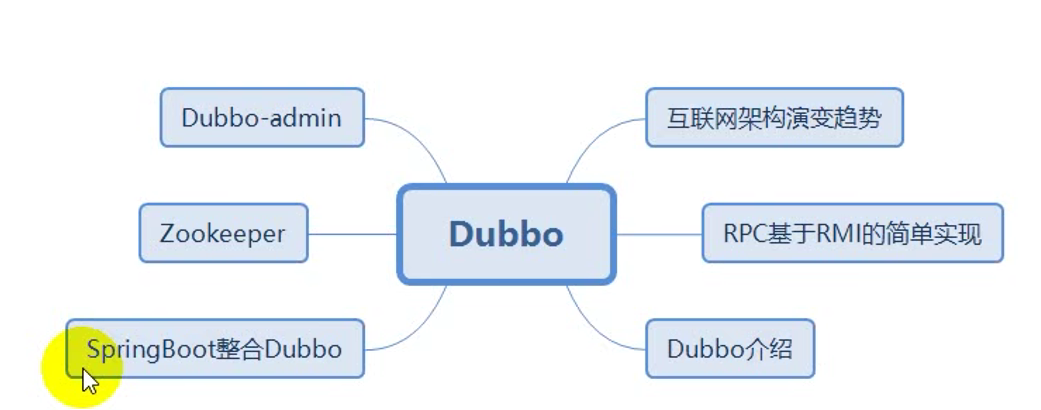 Dubbo-admin
互联网架构演变趋势
Zookeeper
Dubbo
RPC基于RMI的简单实现
SpringBoot整合Dubbo
Dubbo介绍